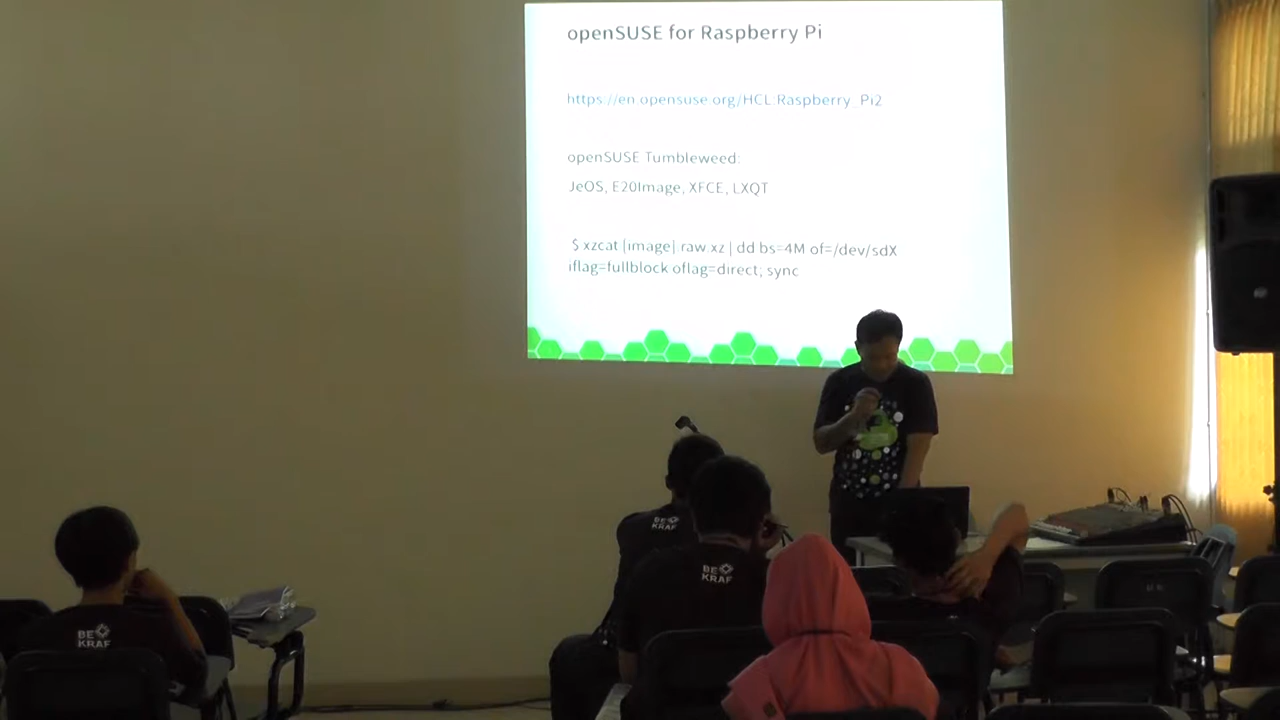 openSUSE for Raspberry Pi
https://en.opensuse.org/HCL:Raspberry_Pi2
openSUSE Tumbleweed:
JeOS, E20Image, XFCE, LXQT
$ xzcat [image].raw.xz | dd bs=4M of=/dev/sdX
iflag=fullblock oflag=direct; sync
BE
KRAF
BE
KRAF
BE
KRAF